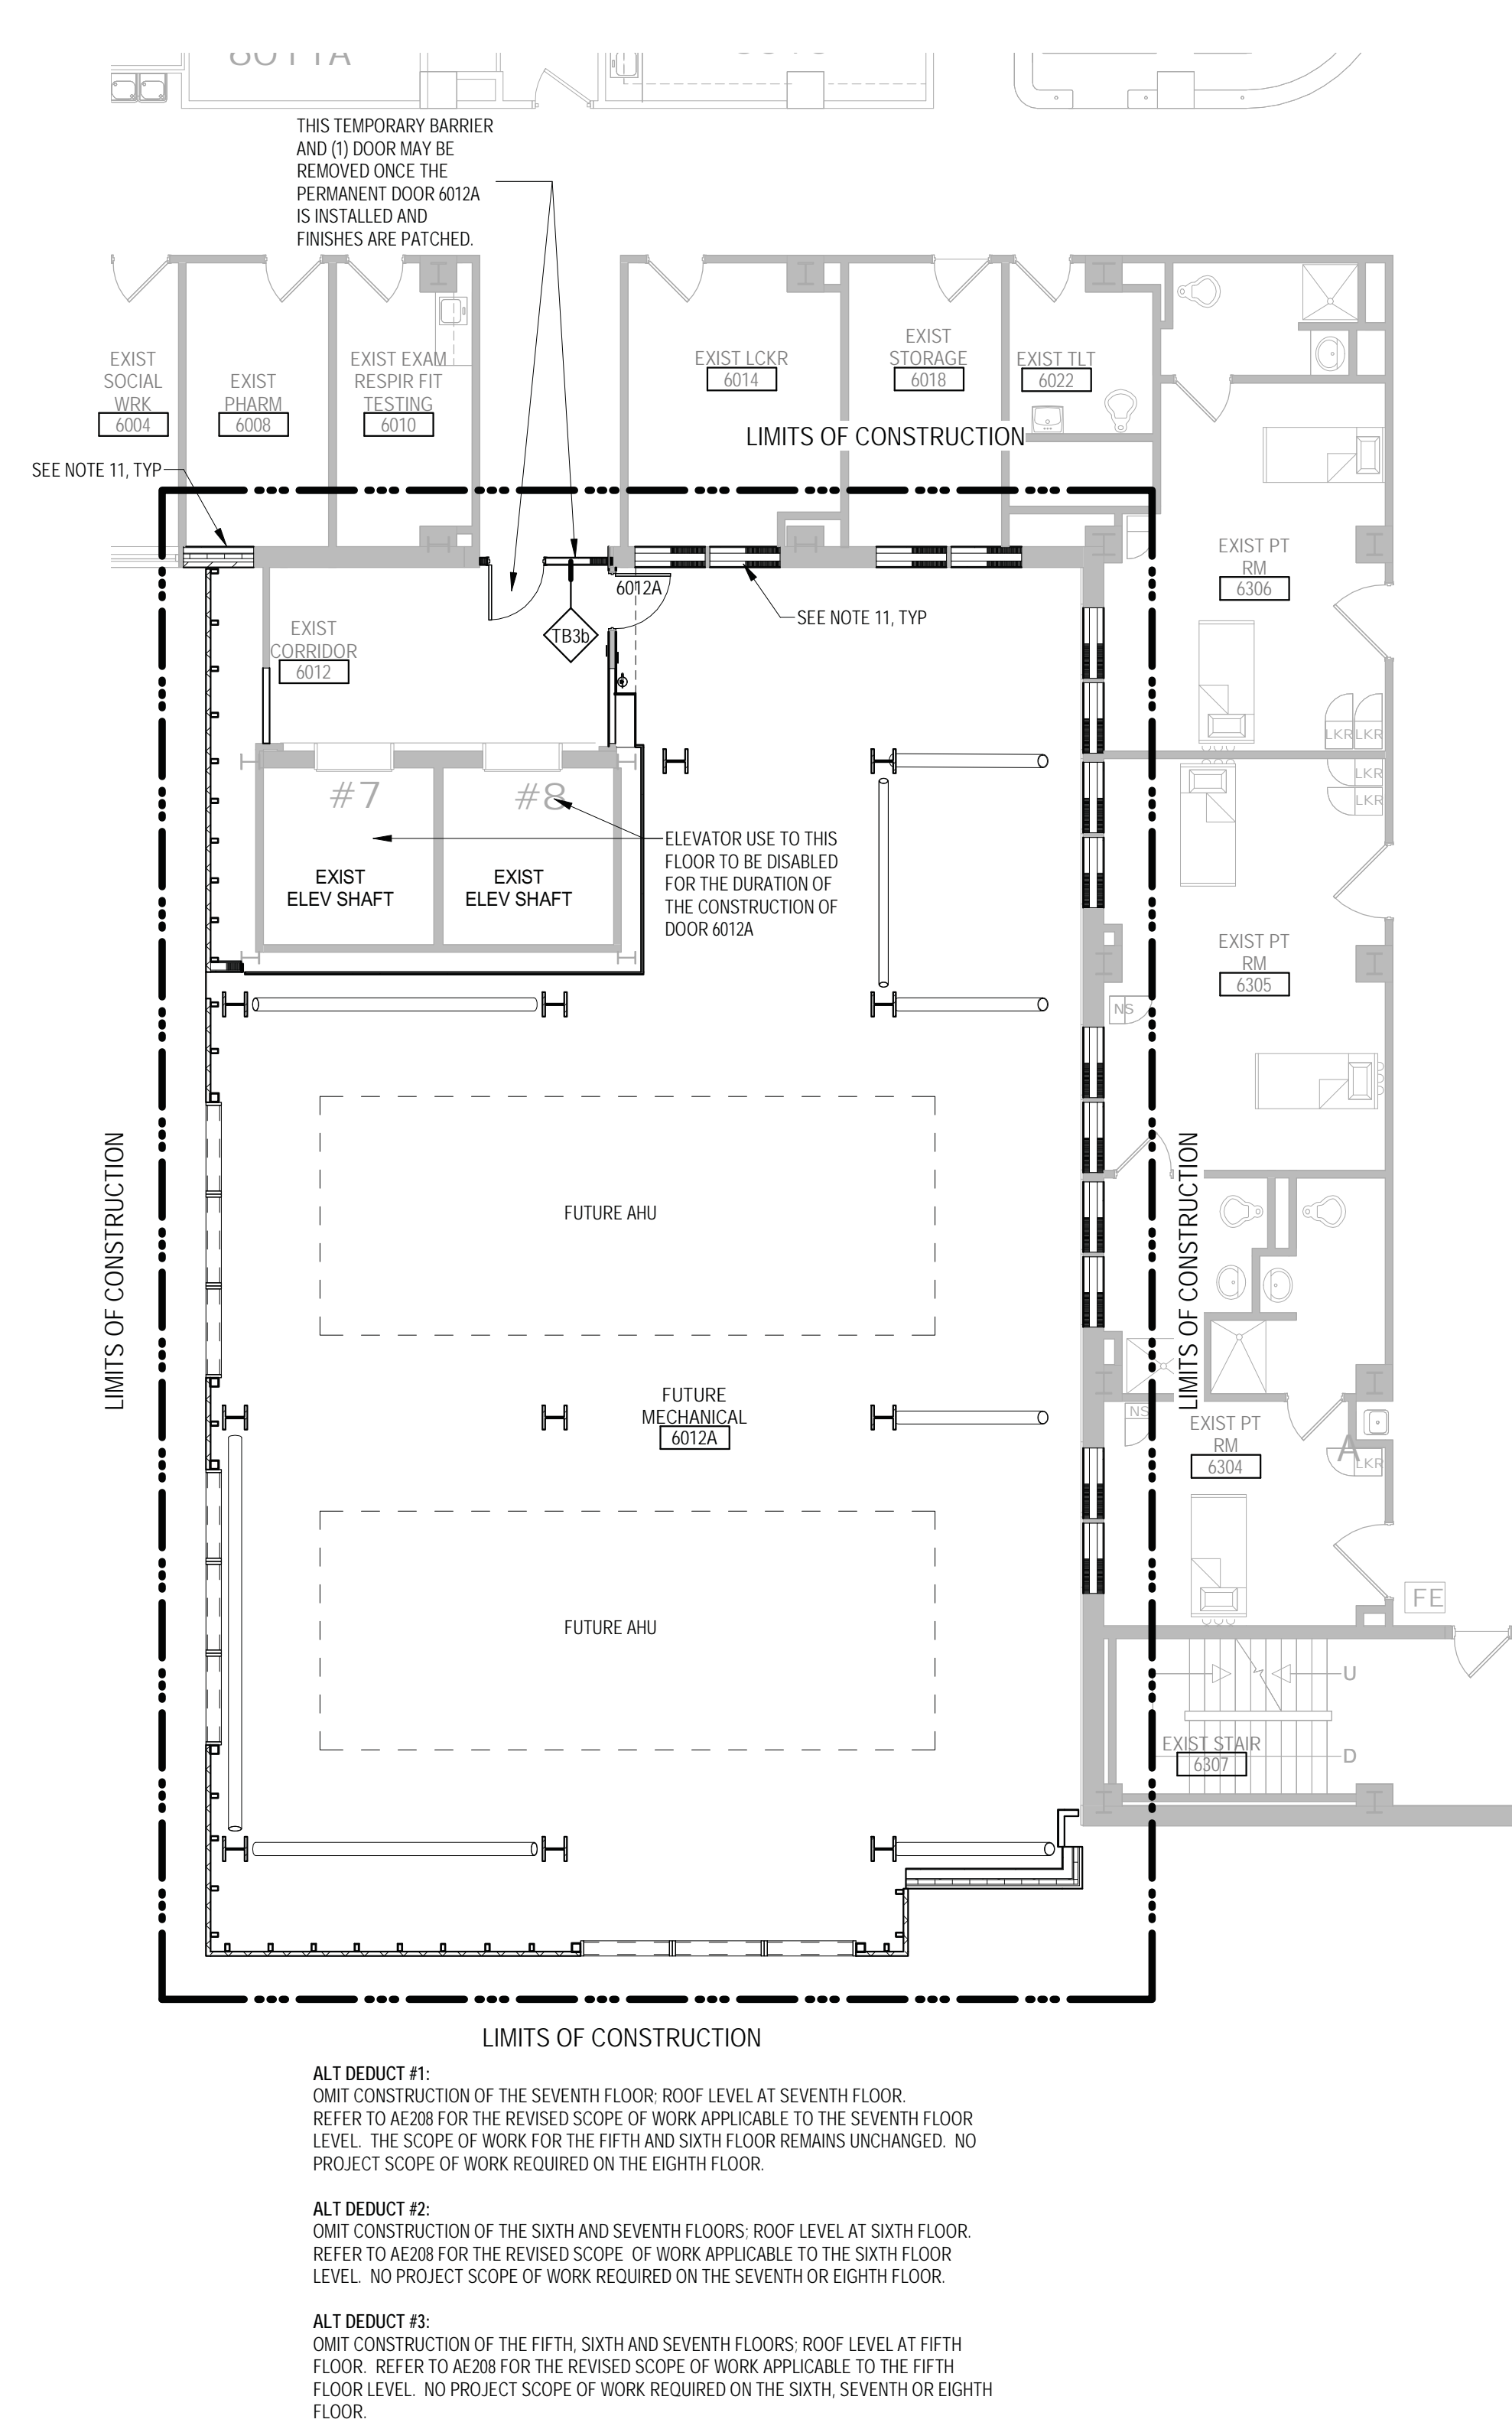 6011A
THIS TEMPORARY BARRIER
AND (1) DOOR MAY BE
REMOVED ONCE THE
PERMANENT DOOR 6012A
IS INSTALLED AND
FINISHES ARE PATCHED.
EXIST
SOCIAL
WRK
6004
EXIST
PHARM
6008
EXIST EXAM
RESPIR FIT
TESTING
6010
EXIST LCKR
6014
EXIST
STORAGE
6018
EXIST TLT
6022
LIMITS OF CONSTRUCTION
SEE NOTE 11, TYP
EXIST PT
RM
6306
6012A
SEE NOTE 11, TYP
TB3b
EXIST
CORRIDOR
6012
LKR
LKR
LKR
LKR
#7
#8
EXIST
ELEV SHAFT
EXIST
ELEV SHAFT
ELEVATOR USE TO THIS
FLOOR TO BE DISABLED
FOR THE DURATION OF
THE CONSTRUCTION OF
DOOR 6012A
EXIST PT
RM
6305
NS
LIMITS OF CONSTRUCTION
LIMITS OF CONSTRUCTION
FUTURE AHU
FUTURE
MECHANICAL
6012A
NS
EXIST PT
RM
6304
A
LKR
FUTURE AHU
FE
U
EXIST STAIR
6307
D
LIMITS OF CONSTRUCTION
ALT DEDUCT #1:
OMIT CONSTRUCTION OF THE SEVENTH FLOOR; ROOF LEVEL AT SEVENTH FLOOR.
REFER TO AE208 FOR THE REVISED SCOPE OF WORK APPLICABLE TO THE SEVENTH FLOOR
LEVEL. THE SCOPE OF WORK FOR THE FIFTH AND SIXTH FLOOR REMAINS UNCHANGED. NO
PROJECT SCOPE OF WORK REQUIRED ON THE EIGHTH FLOOR.
ALT DEDUCT #2:
OMIT CONSTRUCTION OF THE SIXTH AND SEVENTH FLOORS; ROOF LEVEL AT SIXTH FLOOR.
REFER TO AE208 FOR THE REVISED SCOPE OF WORK APPLICABLE TO THE SIXTH FLOOR
LEVEL. NO PROJECT SCOPE OF WORK REQUIRED ON THE SEVENTH OR EIGHTH FLOOR.
ALT DEDUCT #3:
OMIT CONSTRUCTION OF THE FIFTH, SIXTH AND SEVENTH FLOORS; ROOF LEVEL AT FIFTH
FLOOR. REFER TO AE208 FOR THE REVISED SCOPE OF WORK APPLICABLE TO THE FIFTH
FLOOR LEVEL. NO PROJECT SCOPE OF WORK REQUIRED ON THE SIXTH, SEVENTH OR EIGHTH
FLOOR.